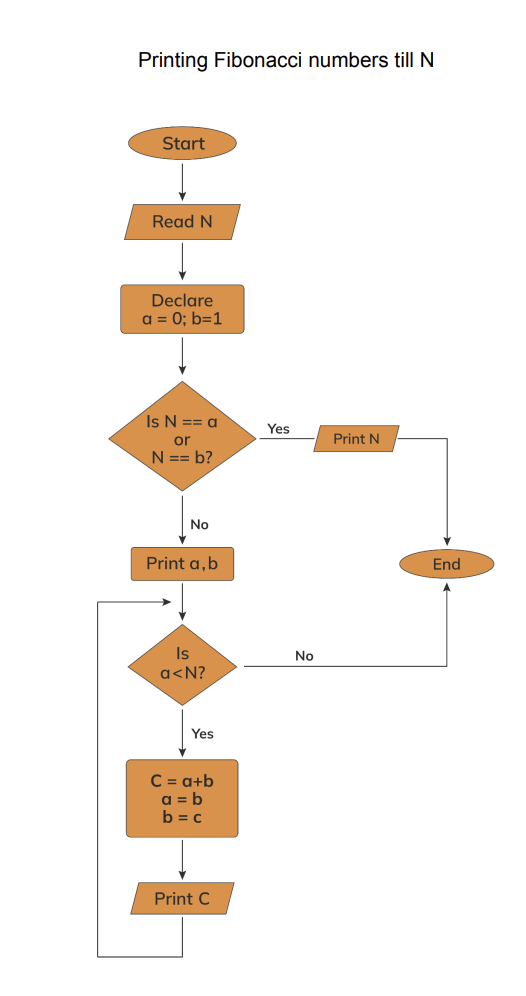 Printing Fibonacci numbers till N
Start
Read N
Declare
a = 0; b=1
Is N == a
or
N == b?
Yes
Print N
No
Print a,b
End
Is
a<N?
No
Yes
C = a+b
a = b
b = c
Print C